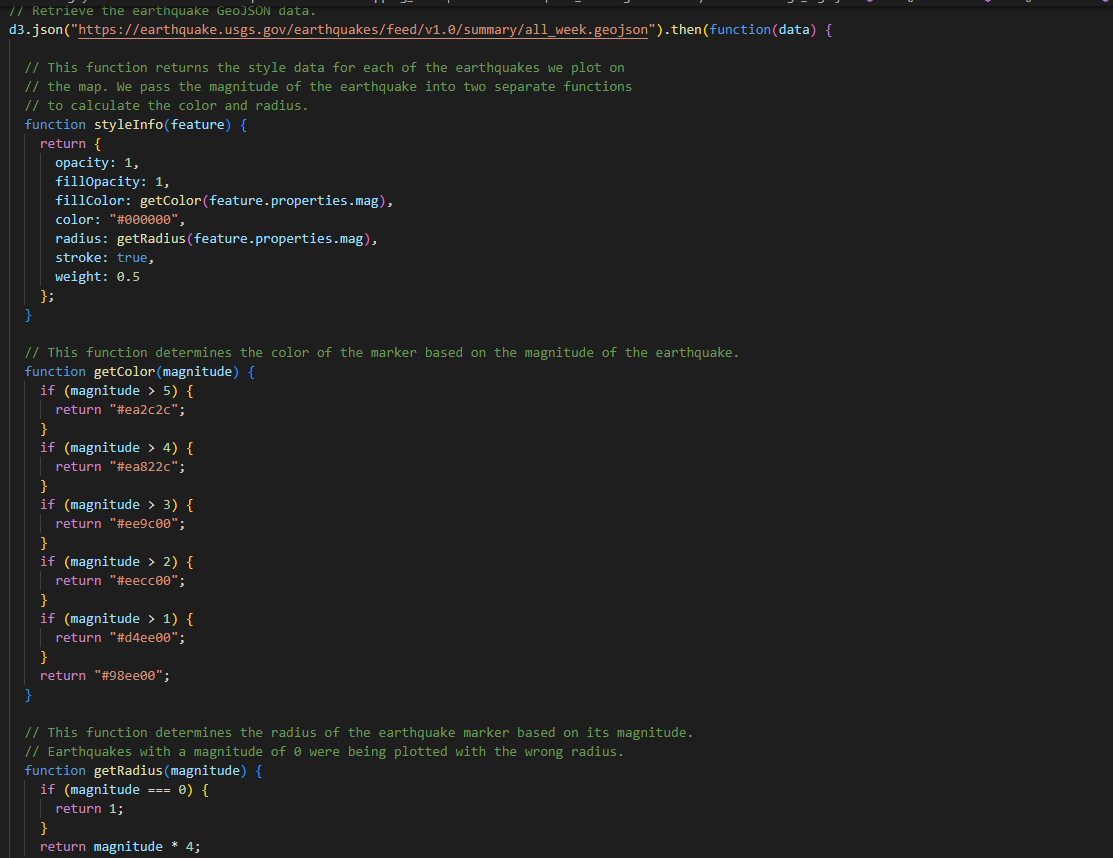 // Retrieve the earthquake GeoJSON data.
d3.json("https://earthquake.usgs.gov/earthquakes/feed/v1.0/summary/all_week.geojson").then(function(data) {

  // This function returns the style data for each of the earthquakes we plot on
  // the map. We pass the magnitude of the earthquake into two separate functions
  // to calculate the color and radius.
  function styleInfo(feature) {
    return {
      opacity: 1,
      fillOpacity: 1,
      fillColor: getColor(feature.properties.mag),
      color: "#000000",
      radius: getRadius(feature.properties.mag),
      stroke: true,
      weight: 0.5
    };
  }

  // This function determines the color of the marker based on the magnitude of the earthquake.
  function getColor(magnitude) {
    if (magnitude > 5) {
      return "#ea2c2c";
    }
    if (magnitude > 4) {
      return "#ea822c";
    }
    if (magnitude > 3) {
      return "#ee9c00";
    }
    if (magnitude > 2) {
      return "#eecc00";
    }
    if (magnitude > 1) {
      return "#d4ee00";
    }
    return "#98ee00";
  }

  // This function determines the radius of the earthquake marker based on its magnitude.
  // Earthquakes with a magnitude of 0 were being plotted with the wrong radius.
  function getRadius(magnitude) {
    if (magnitude === 0) {
      return 1;
    }
    return magnitude * 4;